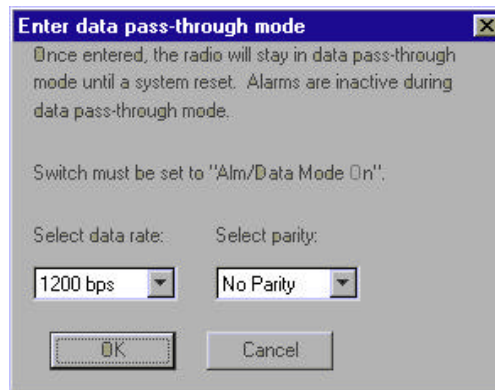 Enter data pass-through mode
Once entered, the radio will stay in data pass-through
mode until a system reset. Alarms are inactive during
data pass-through mode.
Switch must be set to "Alm/Data Mode On".
Select data rate: Select parity:
1200 bps No Parity
OK Cancel